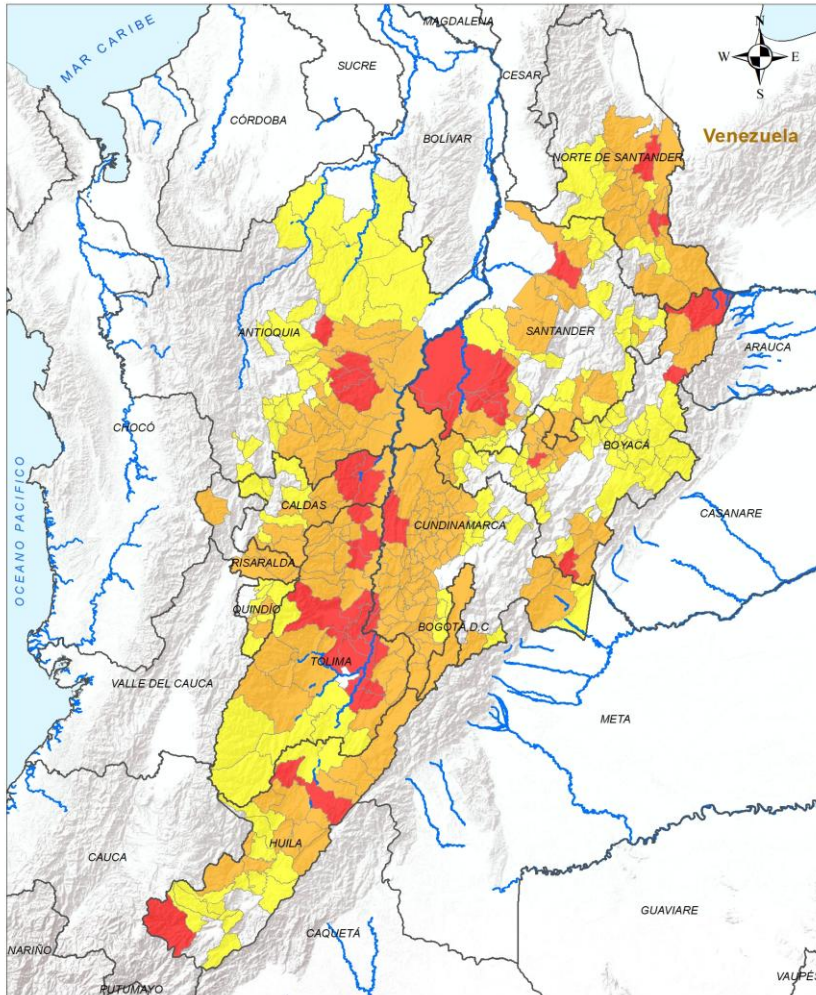 MAGDALENA
N
W E
S
MAR CARIBE
SUCRE
CESAR
CÓRDOBA
BOLÍVAR
Venezuela
NORTE DE SANTANDER
ANTIOQUIA
SANTANDER
ARAUCA
CHOCÓ
BOYACÁ
OCEANO PACIFICO
CALDAS
CUNDINAMARCA
CASANARE
RISARALDA
QUINDÍO
BOGOTÁ, D.C
TOLIMA
VALLE DEL CAUCA
META
HUILA
CAUCA
GUAVIARE
CAQUETÁ
NARIÑO
PUTUMAYO
VAUPÉS